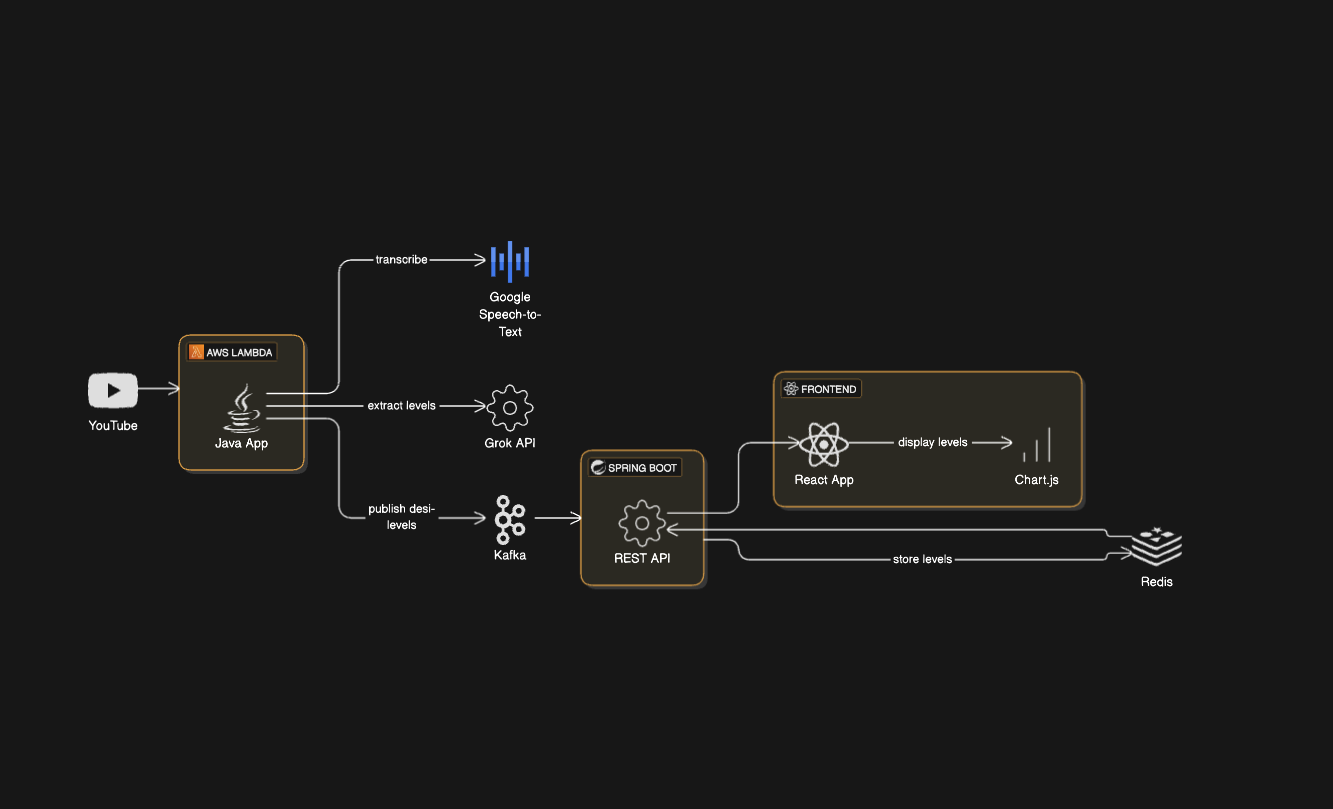 transcribe
Google
Speech-to-
Text
AWS LAMBDA
Java App
YouTube
extract levels
Grok API
publish desi-
levels
Kafka
SPRING BOOT
REST API
FRONTEND
React App
display levels
Chart.js
store levels
Redis